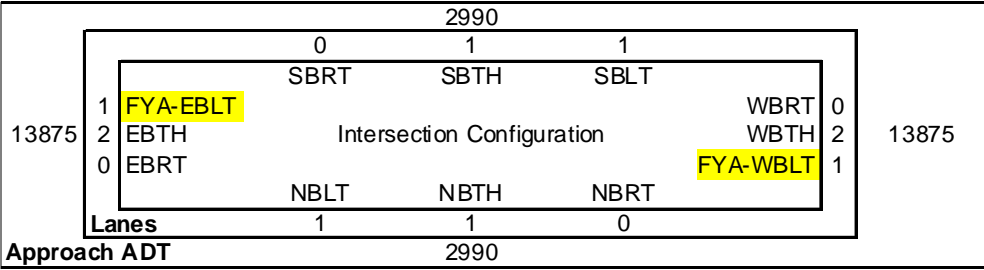 2990
0 1 1
SBRT SBTH SBLT
1 FYA-EBLT WBRT 0
13875 2 EBTH Intersection Configuration WBTH 2 13875
0 EBRT FYA-WBLT 1
NBLT NBTH NBRT
Lanes 1 1 0
Approach ADT 2990